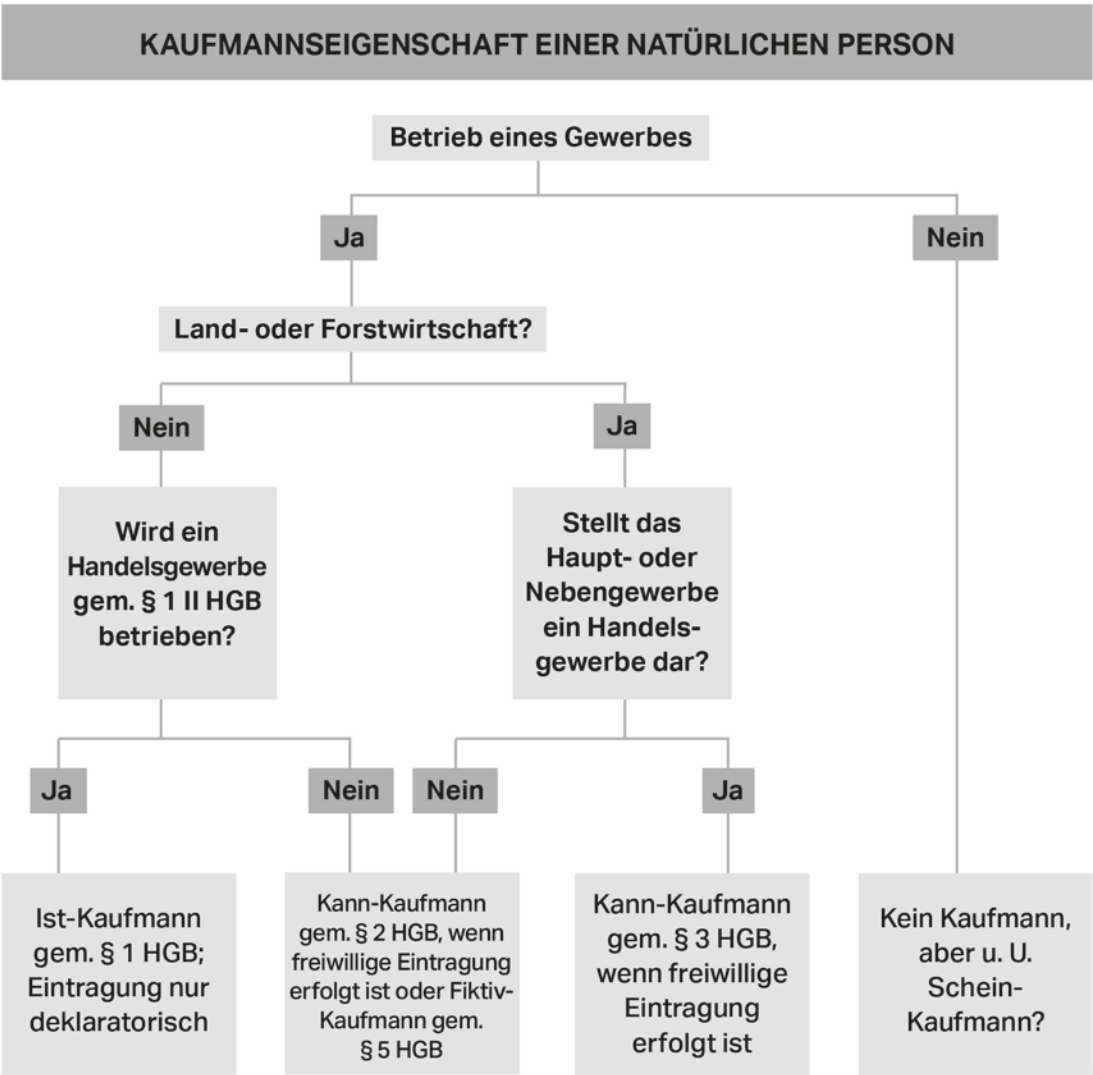 KAUFMANNSEIGENSCHAFT EINER NATÜRLICHEN PERSON
Betrieb eines Gewerbes
Ja
Nein
Land- oder Forstwirtschaft?
Nein
Ja
Wird ein
Handelsgewerbe
gem. § 1 II HGB
betrieben?
Stellt das
Haupt- oder
Nebengewerbe
ein Handels-
gewerbe dar?
Ja
Nein
Nein
Ja
Ist-Kaufmann
gem. § 1 HGB;
Eintragung nur
deklaratorisch
Kann-Kaufmann
gem. § 2 HGB, wenn
freiwillige Eintragung
erfolgt ist oder Fiktiv-
Kaufmann gem.
§ 5 HGB
Kann-Kaufmann
gem. § 3 HGB,
wenn freiwillige
Eintragung
erfolgt ist
Kein Kaufmann,
aber u. U.
Schein-
Kaufmann?